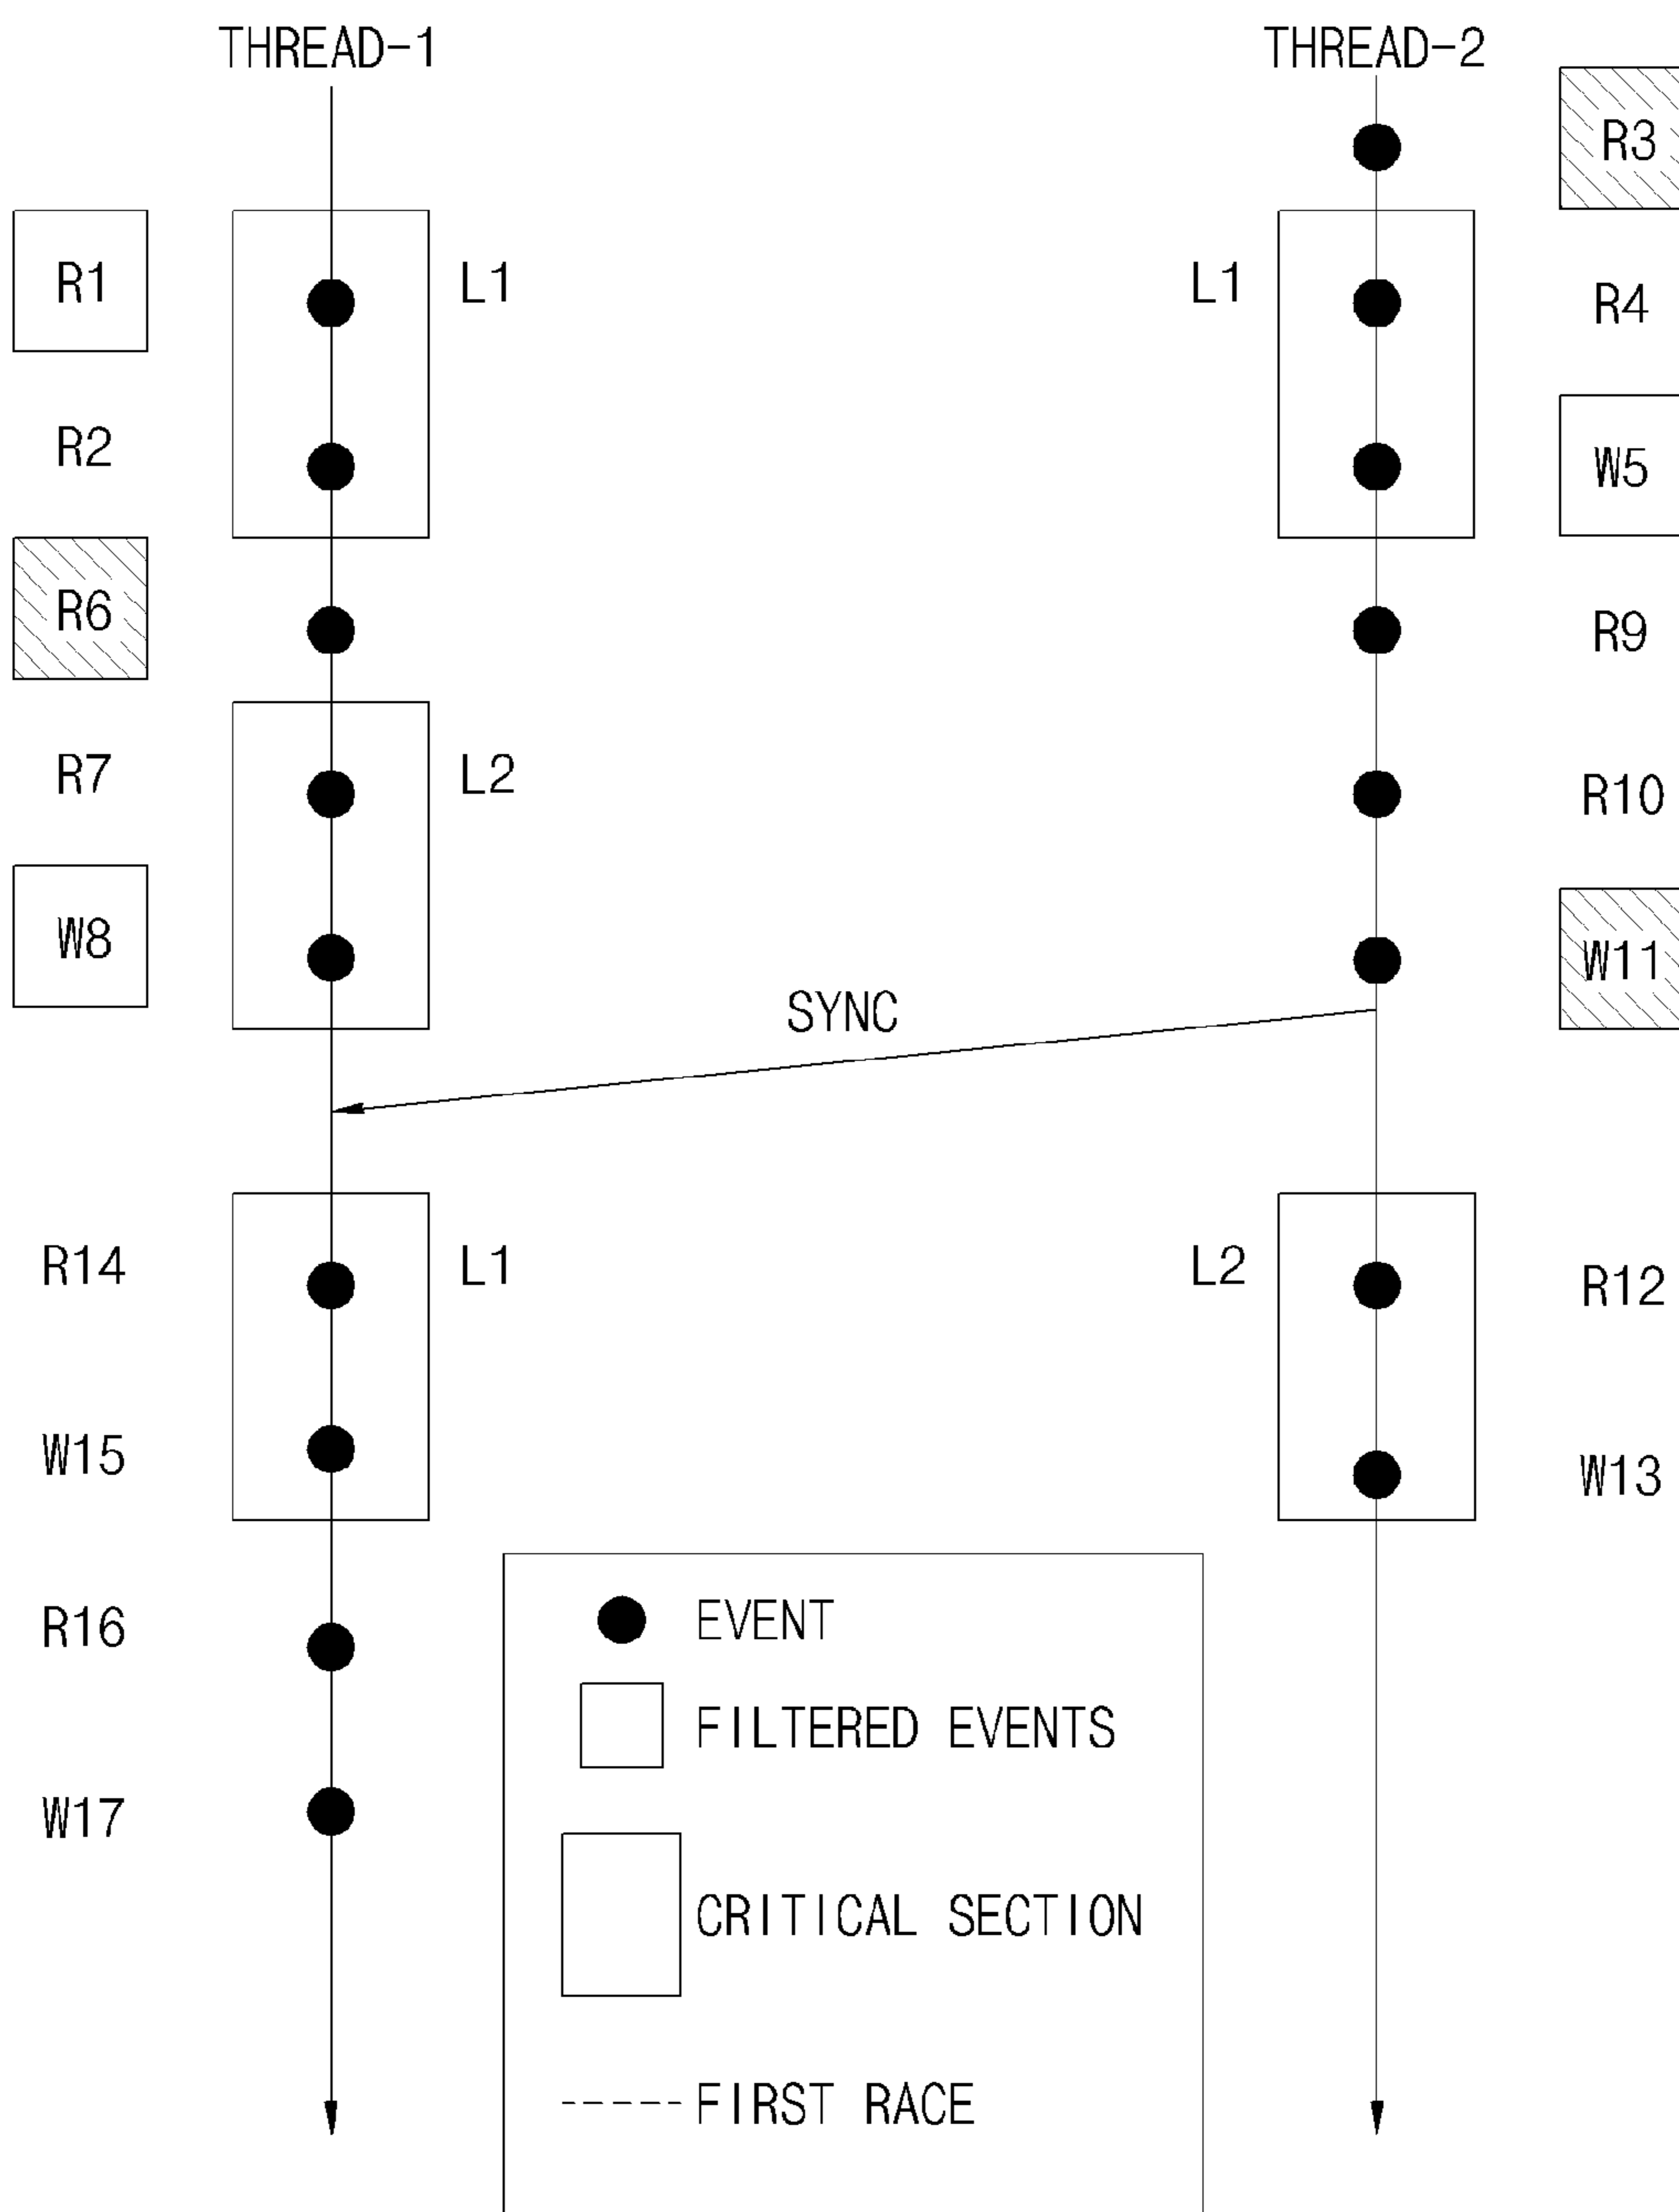 THREAD-1 THREAD-2
R3
R1 L1 L1 R4
R2 W5
R6 R9
R7 L2 R10
W8 W11
SYNC
R14 L1 L2 R12
W15 W13
R16
W17
EVENT
FILTERED EVENTS
CRITICAL SECTION
FIRST RACE